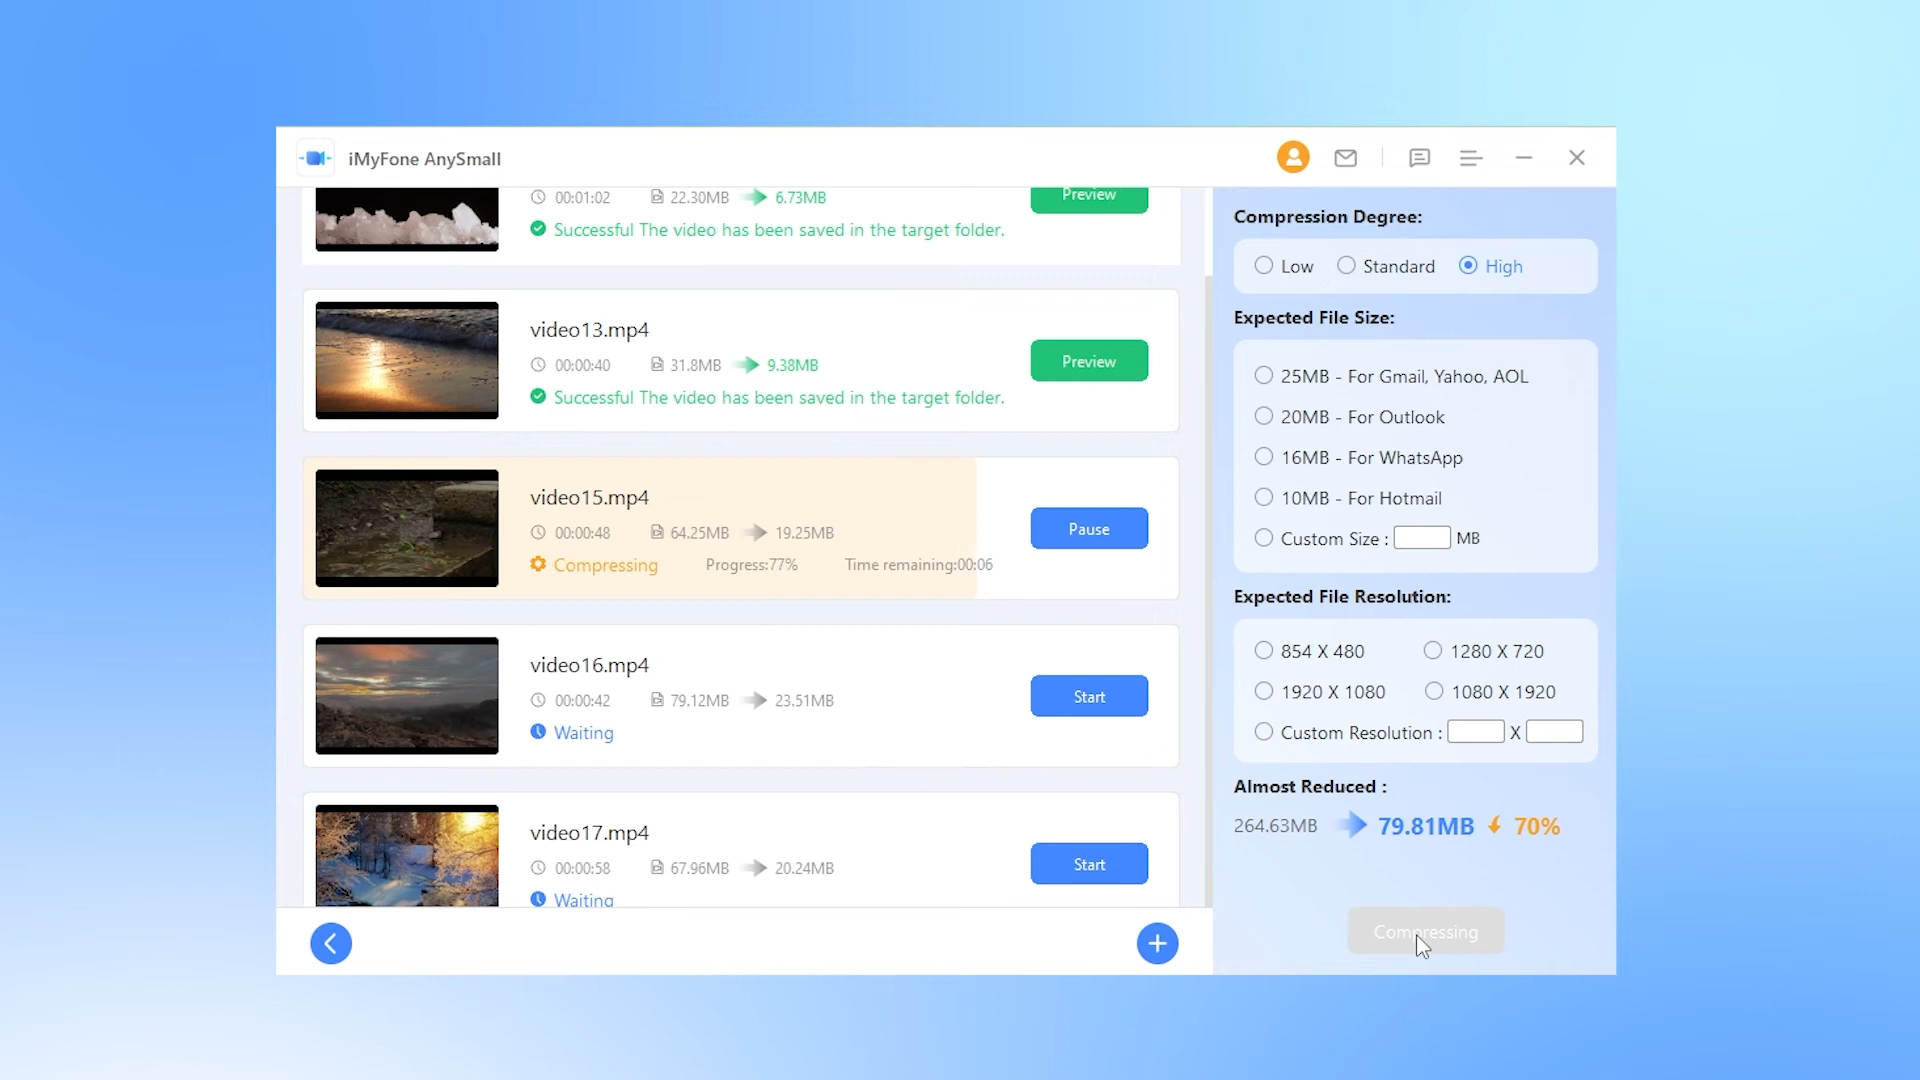 iMyFone AnySmall
00:01:02 22.30MB 6.73MB
Preview
Successful The video has been saved in the target folder.
video13.mp4
00:00:40 31.8MB 9.38MB
Preview
Successful The video has been saved in the target folder.
video15.mp4
00:00:48 64.25MB 19.25MB
Pause
Compressing Progress:77% Time remaining:00:06
video16.mp4
00:00:42 79.12MB 23.51MB
Start
Waiting
video17.mp4
00:00:58 67.96MB 20.24MB
Start
Waiting
Compression Degree:
Low Standard High
Expected File Size:
25MB - For Gmail, Yahoo, AOL
20MB - For Outlook
16MB - For WhatsApp
10MB - For Hotmail
Custom Size : MB
Expected File Resolution:
854 X 480 1280 X 720
1920 X 1080 1080 X 1920
Custom Resolution : X
Almost Reduced :
264.63MB 79.81MB 70%
Compressing